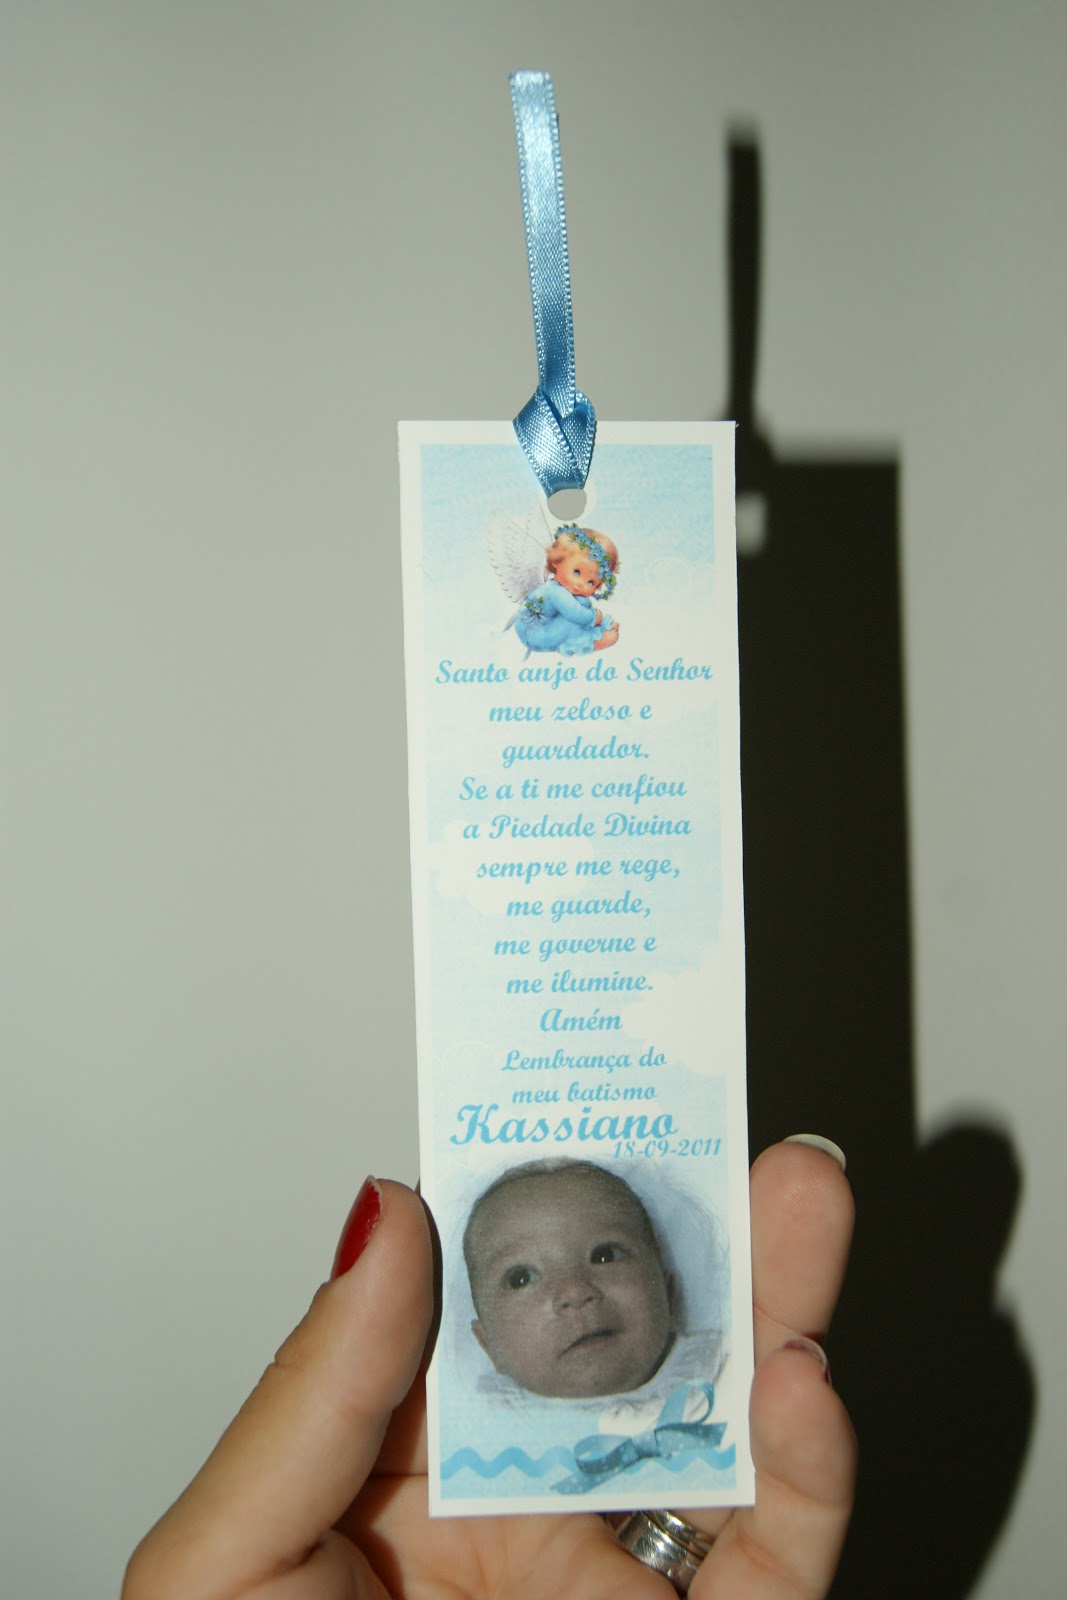 Santo anjo do Senhor
meu zeloso e
guardador.
Se a ti me confiou
a Piedade Divina
sempre me rege,
me guarde,
me governe e
me ilumine.
Amém
Lembrança do
meu batismo
Kassiano
18-09-2011